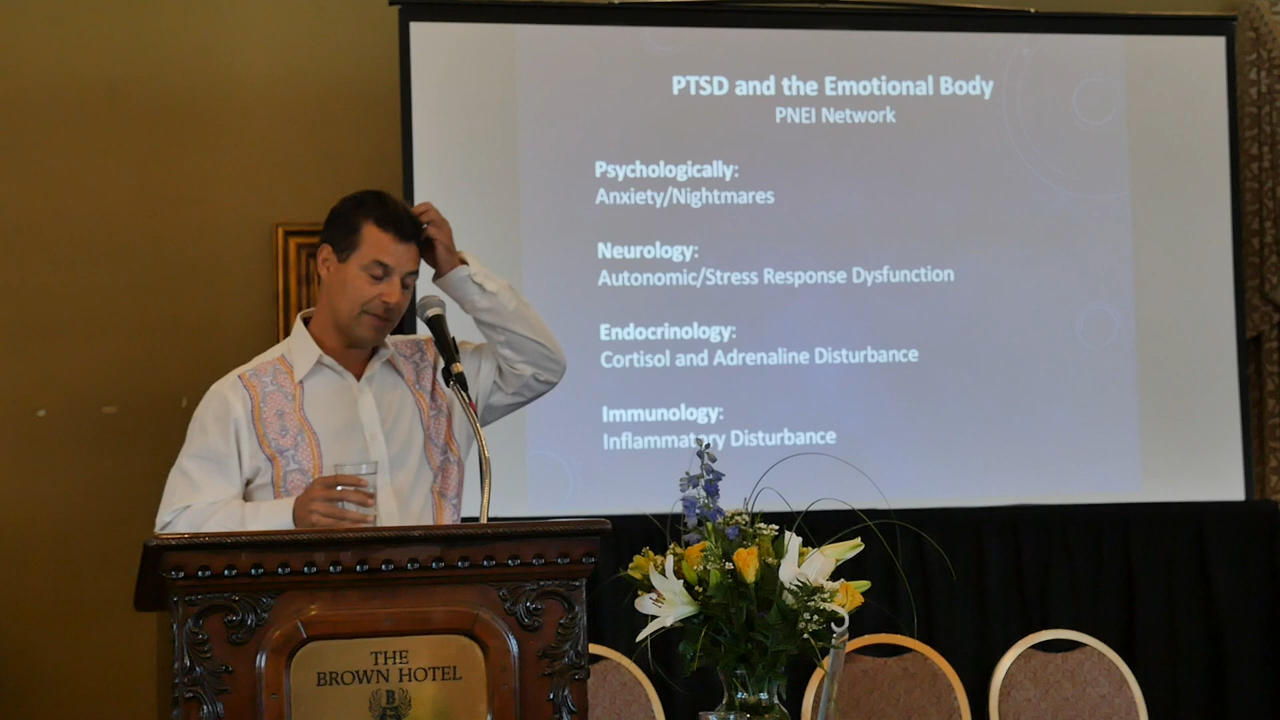 PTSD and the Emotional Body
PNEI Network
Psychologically:
Anxiety/Nightmares
Neurology:
Autonomic/Stress Response Dysfunction
Endocrinology:
Cortisol and Adrenaline Disturbance
Immunology:
Inflammatory Disturbance
THE
BROWN HOTEL
B